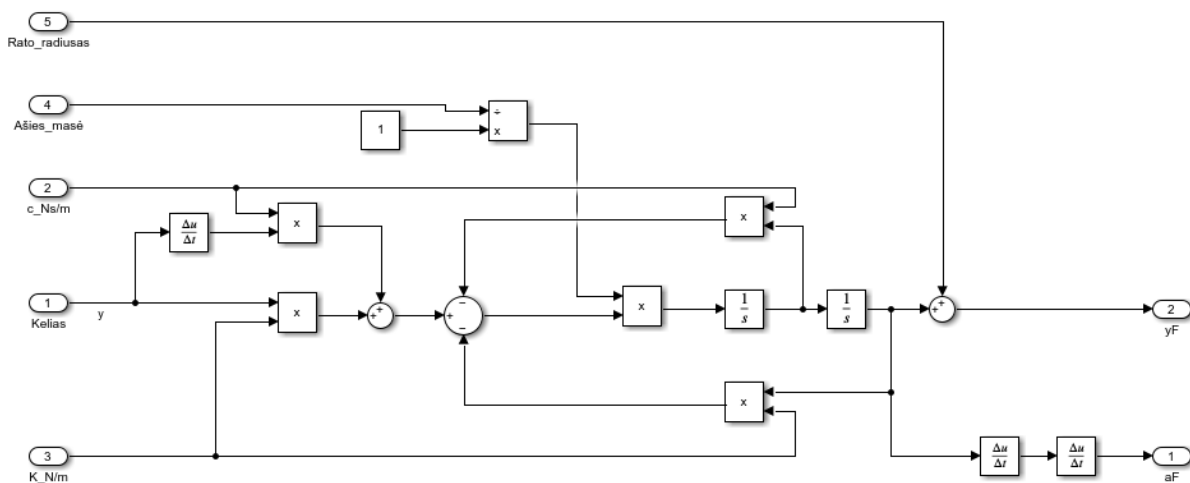 5
Rato_radiusas
4
Ašies_masė
÷
x
1
2
c_Ns/m
x
x
Δu
Δt
1
Kelias
y
x
+
+
+
−
−
x
1
s
1
s
+
+
2
yF
x
3
K_N/m
Δu
Δt
Δu
Δt
1
aF